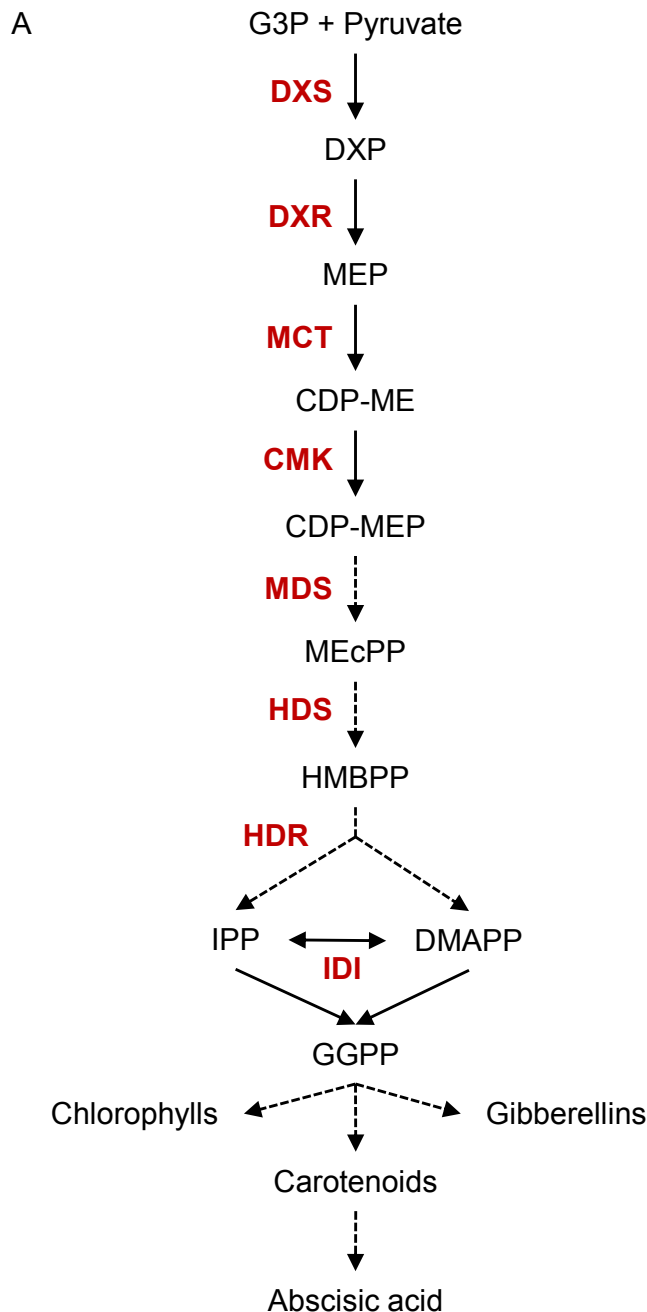 A
G3P + Pyruvate
DXS
DXP
DXR
MEP
MCT
CDP-ME
CMK
CDP-MEP
MDS
MEcPP
HDS
HMBPP
HDR
IPP
DMAPP
IDI
GGPP
Chlorophylls
Gibberellins
Carotenoids
Abscisic acid